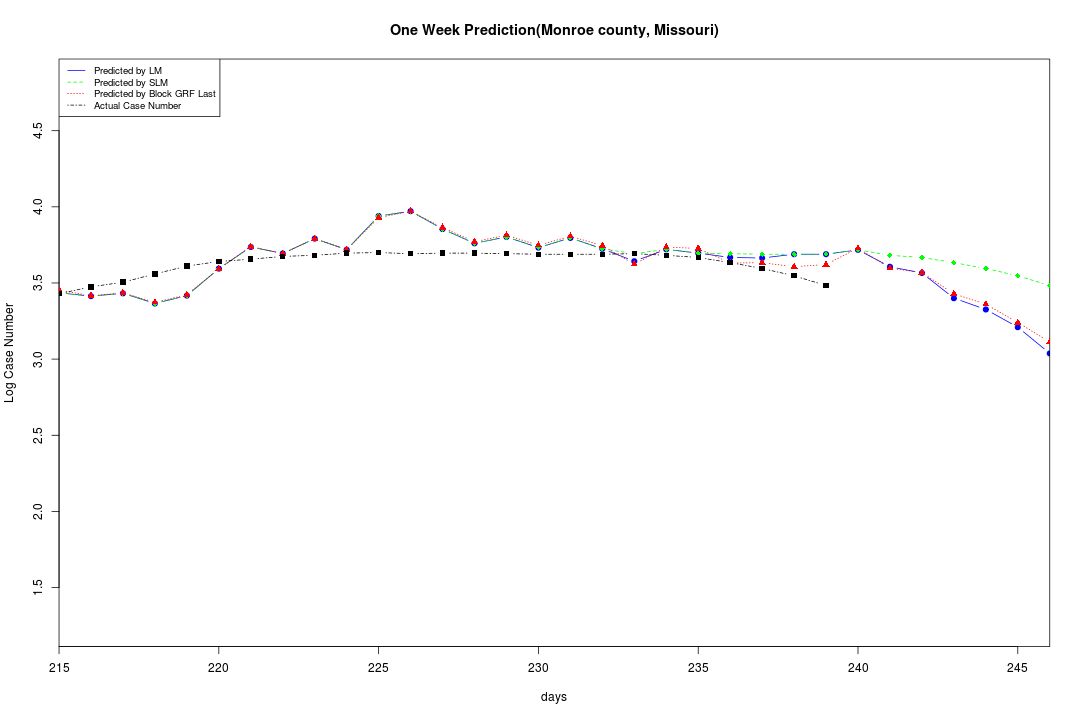 One Week Prediction(Monroe county, Missouri)
Predicted by LM
Predicted by SLM
Predicted by Block GRF Last
Actual Case Number
4.5
4.0
3.5
3.0
2.5
2.0
1.5
Log Case Number
215 220 225 230 235 240 245
days